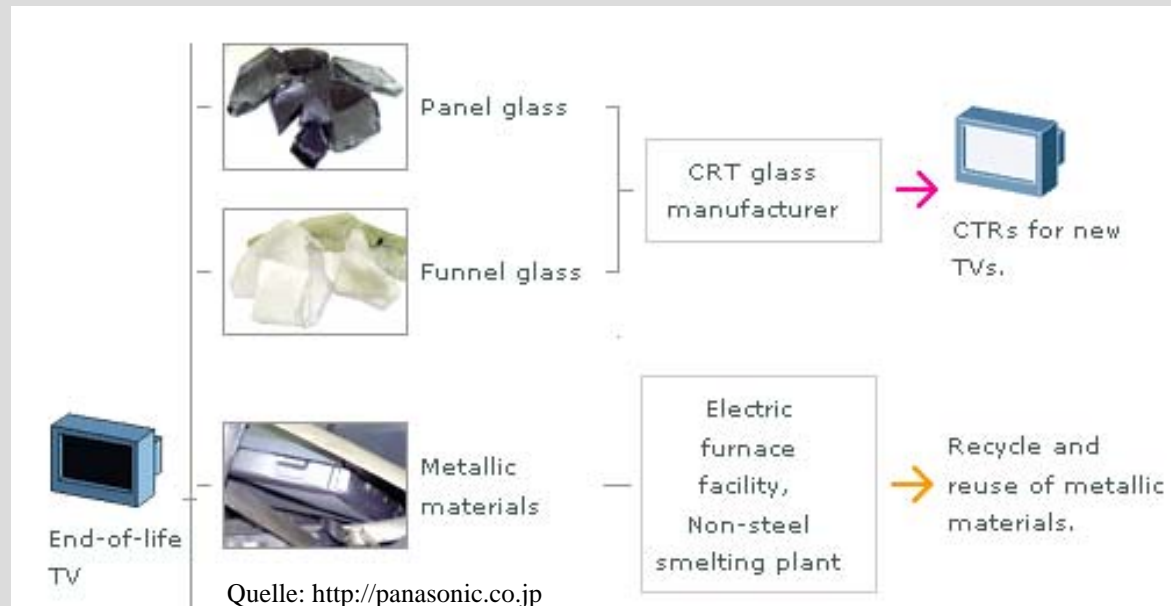 Panel glass
Funnel glass
CRT glass
manufacturer
CTRs for new
TVs.
End-of-life
TV
Metallic
materials
Electric
furnace
facility,
Non-steel
smelting plant
Recycle and
reuse of metallic
materials.
Quelle: http://panasonic.co.jp